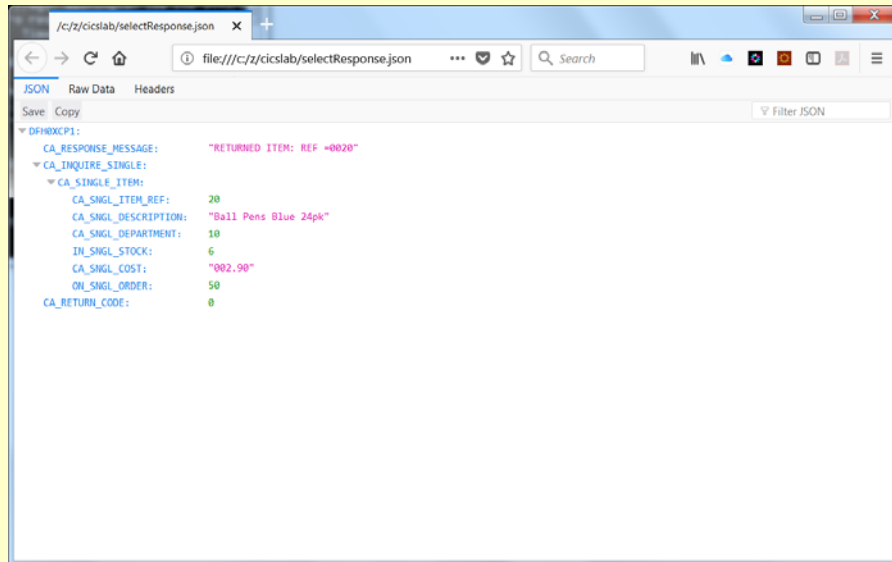 /c:/z/cicslab/selectResponse.json
file:///c:/z/cicslab/selectResponse.json
Search
JSON Raw Data Headers
Save Copy
Filter JSON
DFH0XCP1:
CA_RESPONSE_MESSAGE: "RETURNED ITEM: REF =0020"
CA_INQUIRE_SINGLE:
CA_SINGLE_ITEM:
CA_SNGL_ITEM_REF: 20
CA_SNGL_DESCRIPTION: "Ball Pens Blue 24pk"
CA_SNGL_DEPARTMENT: 10
IN_SNGL_STOCK: 6
CA_SNGL_COST: "002.90"
ON_SNGL_ORDER: 50
CA_RETURN_CODE: 0